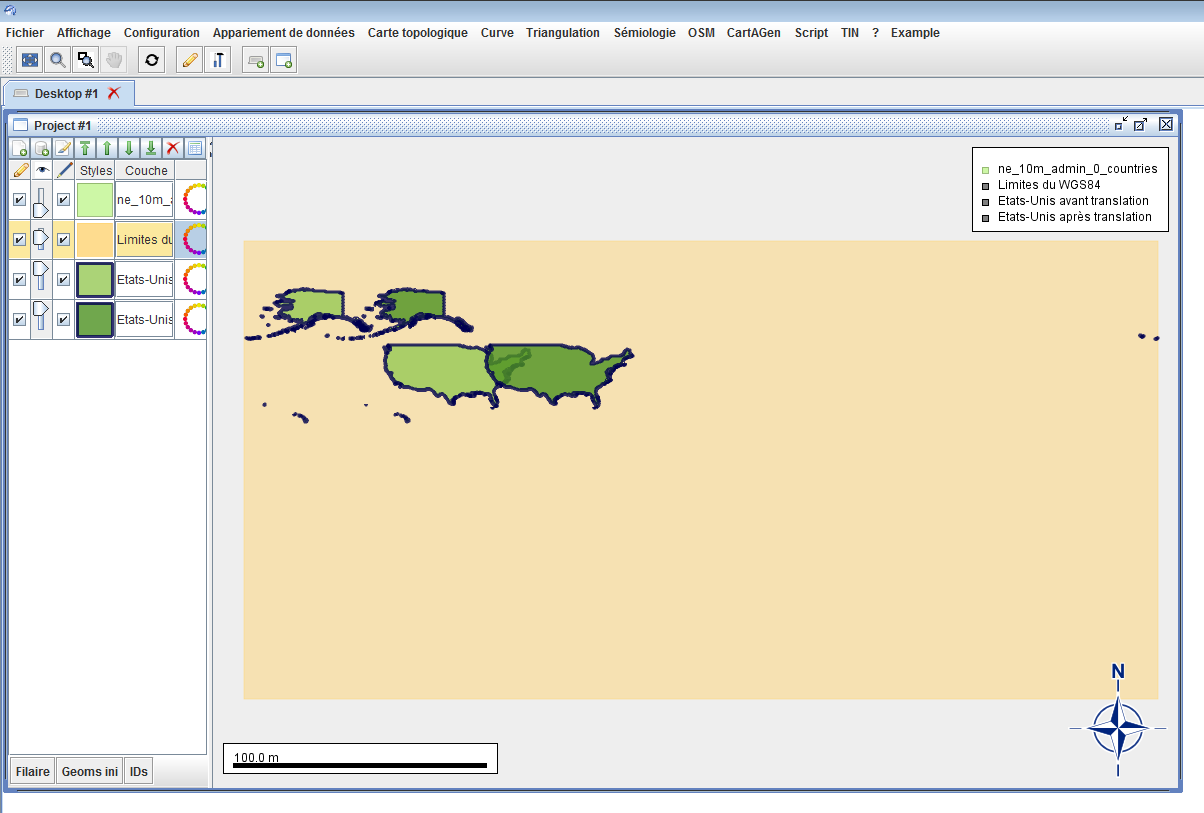 Fichier Affichage Configuration Appariement de données Carte topologique Curve Triangulation Sémiologie OSM CartAGen Script TIN ? Example
Desktop #1
Project #1
Styles Couche
ne_10m_a
Limites du
Etats-Unis
Etats-Unis
ne_10m_admin_0_countries
Limites du WGS84
Etats-Unis avant translation
Etats-Unis après translation
N
100.0 m
Filaire Geoms ini IDs